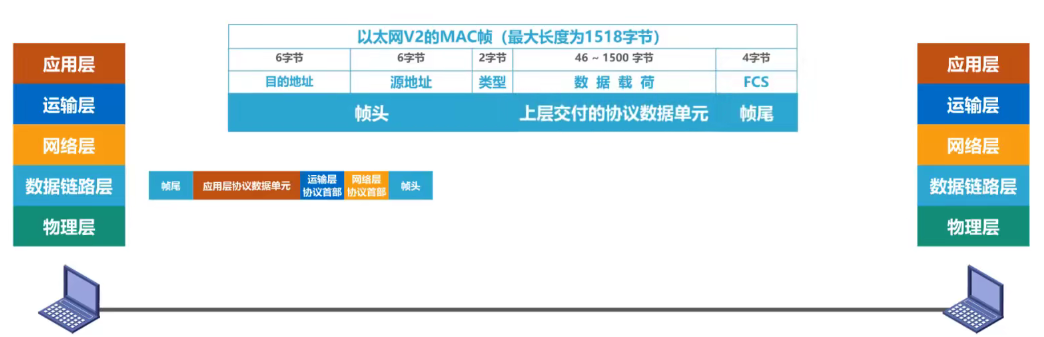 以太网V2的MAC帧（最大长度为1518字节）
6字节 6字节 2字节 46 ~ 1500 字节 4字节
目的地址 源地址 类型 数 据 载 荷 FCS
帧头 上层交付的协议数据单元 帧尾
应用层
运输层
网络层
数据链路层
物理层
帧尾 应用层协议数据单元 运输层 网络层 帧头
协议首部 协议首部
应用层
运输层
网络层
数据链路层
物理层